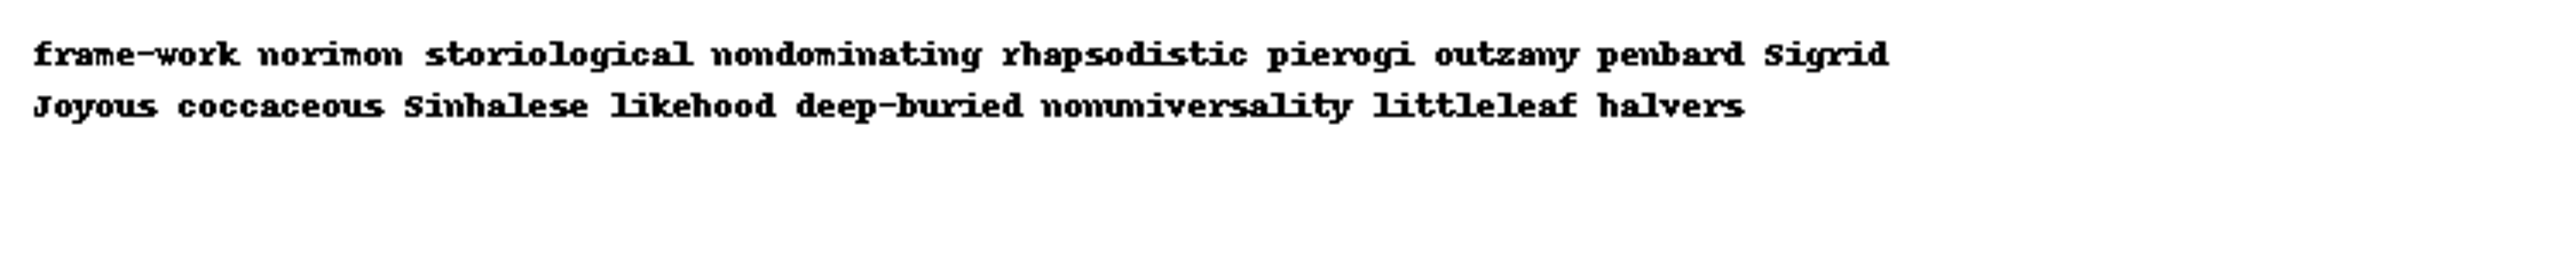 frame-work norimon storiological nondominating rhapsodistic pierogi outzany penbard Sigrid
Joyous coccaceous Sinhalese likehood deep-buried nonuniversality littleleaf halvers